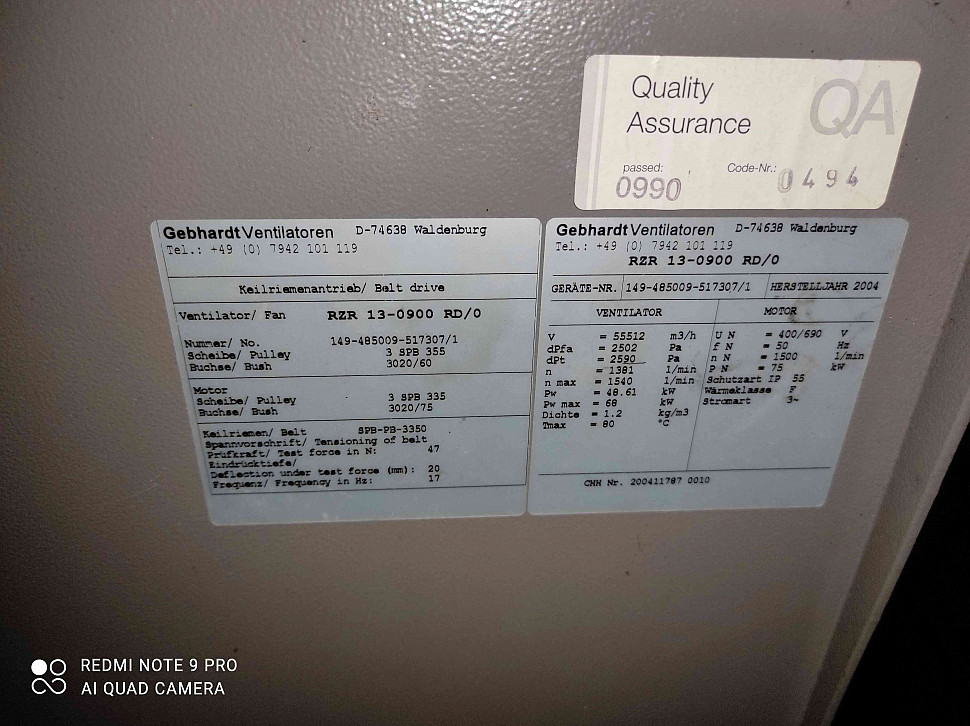 Quality
Assurance
QA
passed: Code-Nr.:
0990 0494
Gebhardt Ventilatoren D-74638 Waldenburg
Tel.: +49 (0) 7942 101 119
Keilriemenantrieb/ Belt drive
Ventilator/ Fan RZR 13-0900 RD/0
Nummer/ No. 149-485009-517307/1
Scheibe/ Pulley 3 SPB 355
Buchse/ Bush 3020/60
Motor
Scheibe/ Pulley 3 SPB 335
Buchse/ Bush 3020/75
Keilriemen/ Belt SPB-PB-3350
Spannvorschrift/ Tensioning of belt
Prüfkraft/ Test force in N: 47
Eindrücktiefe/
Deflection under test force (mm): 20
Frequenz/ Frequency in Hz: 17
Gebhardt Ventilatoren D-74638 Waldenburg
Tel.: +49 (0) 7942 101 119
RZR 13-0900 RD/0
GERÄTE-NR. 149-485009-517307/1 HERSTELLJAHR 2004
VENTILATOR MOTOR
V = 55512 m3/h U N = 400/690 V
dPfa = 2502 Pa f N = 50 Hz
dPt = 2590 Pa n N = 1500 1/min
n = 1381 1/min P N = 75 kW
n max = 1540 1/min Schutzart IP 55
Pw = 48.61 kW Wärmeklasse F
Pw max = 68 kW Stromart 3~
Dichte = 1.2 kg/m3
Tmax = 80 °C
CHH Nr. 200411787 0010
REDMI NOTE 9 PRO
AI QUAD CAMERA